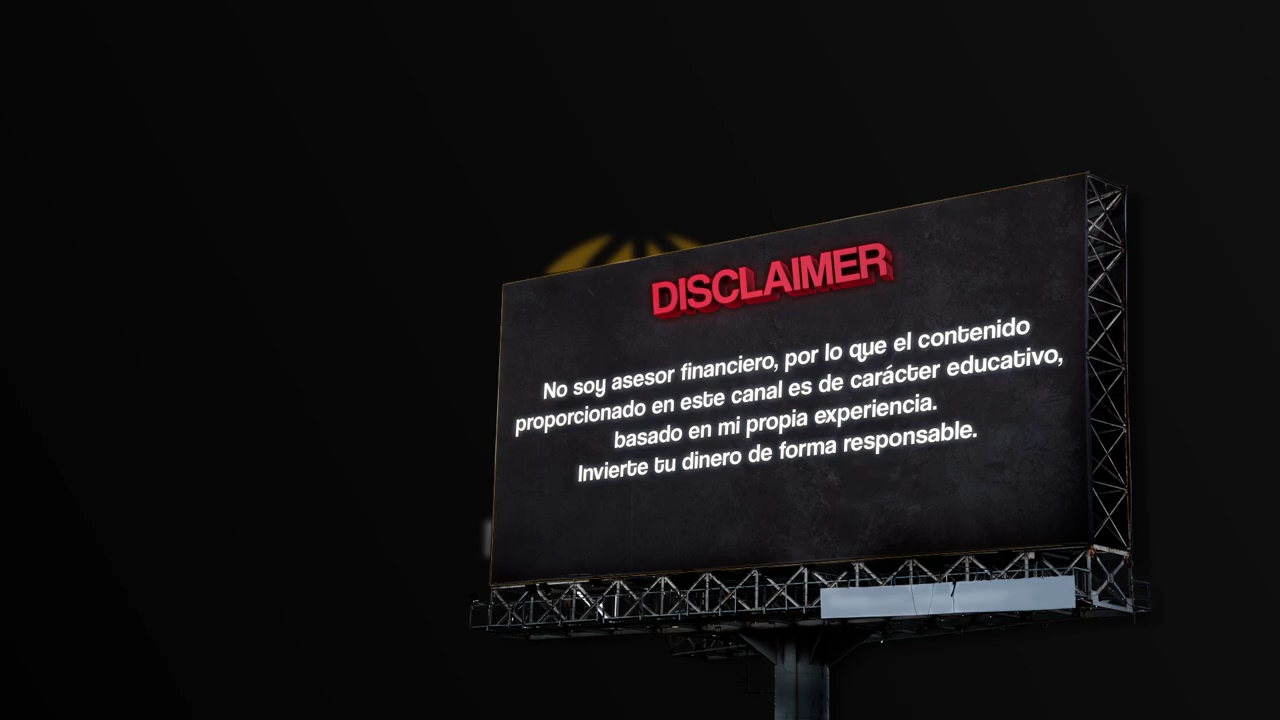 DISCLAIMER
No soy asesor financiero, por lo que el contenido
proporcionado en este canal es de carácter educativo,
basado en mi propia experiencia.
Invierte tu dinero de forma responsable.